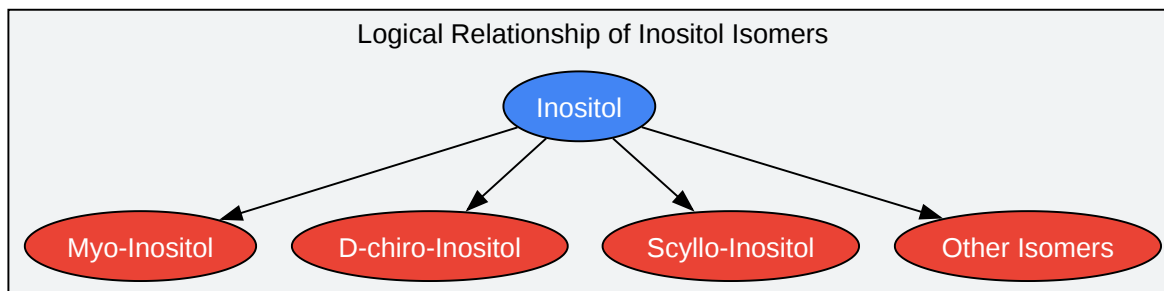 Logical Relationship of Inositol Isomers
Inositol
Myo-Inositol
D-chiro-Inositol
Scyllo-Inositol
Other Isomers